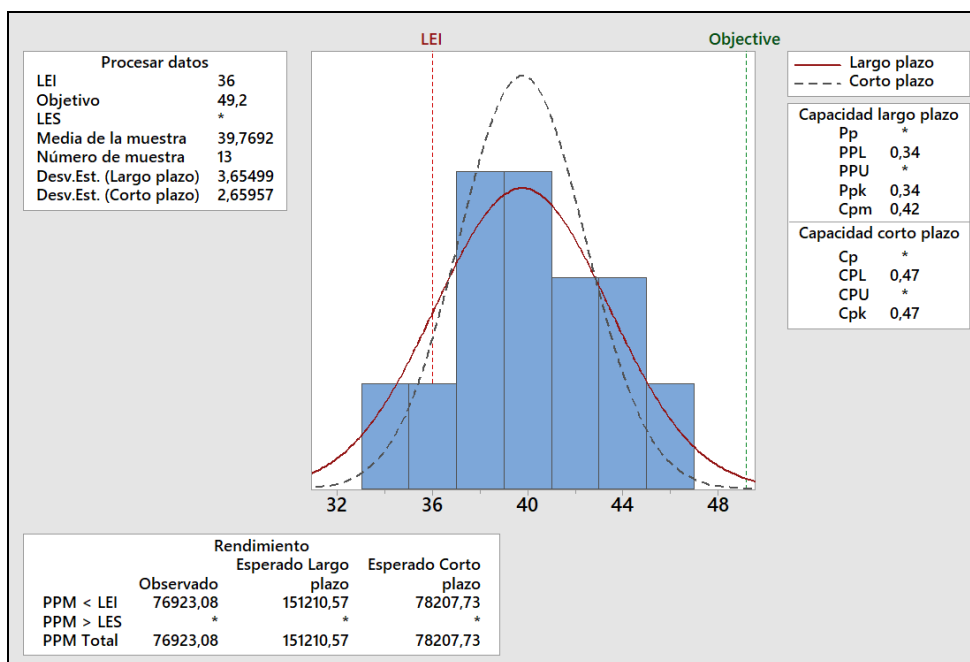 LEI Objective
Procesar datos
LEI 36
Objetivo 49,2
LES *
Media de la muestra 39,7692
Número de muestra 13
Desv.Est. (Largo plazo) 3,65499
Desv.Est. (Corto plazo) 2,65957
Largo plazo
Corto plazo
Capacidad largo plazo
Pp *
PPL 0,34
PPU *
Ppk 0,34
Cpm 0,42
Capacidad corto plazo
Cp *
CPL 0,47
CPU *
Cpk 0,47
32 36 40 44 48
Rendimiento
Esperado Largo Esperado Corto
Observado plazo plazo
PPM < LEI 76923,08 151210,57 78207,73
PPM > LES * * *
PPM Total 76923,08 151210,57 78207,73